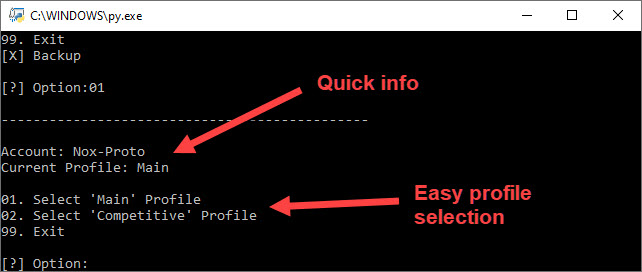 C:\WINDOWS\py.exe
99. Exit
[X] Backup
[?] Option:01
----------------------------------------------
Quick info
Account: Nox-Proto
Current Profile: Main
01. Select 'Main' Profile
02. Select 'Competitive' Profile
99. Exit
Easy profile
selection
[?] Option: